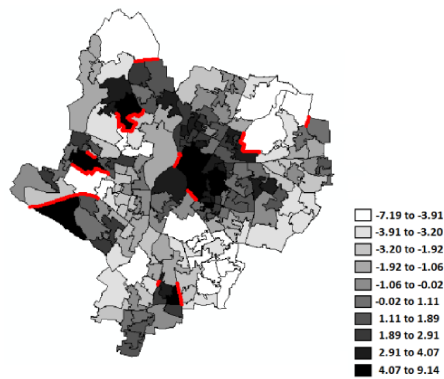 -7.19 to -3.91
-3.91 to -3.20
-3.20 to -1.92
-1.92 to -1.06
-1.06 to -0.02
-0.02 to 1.11
1.11 to 1.89
1.89 to 2.91
2.91 to 4.07
4.07 to 9.14